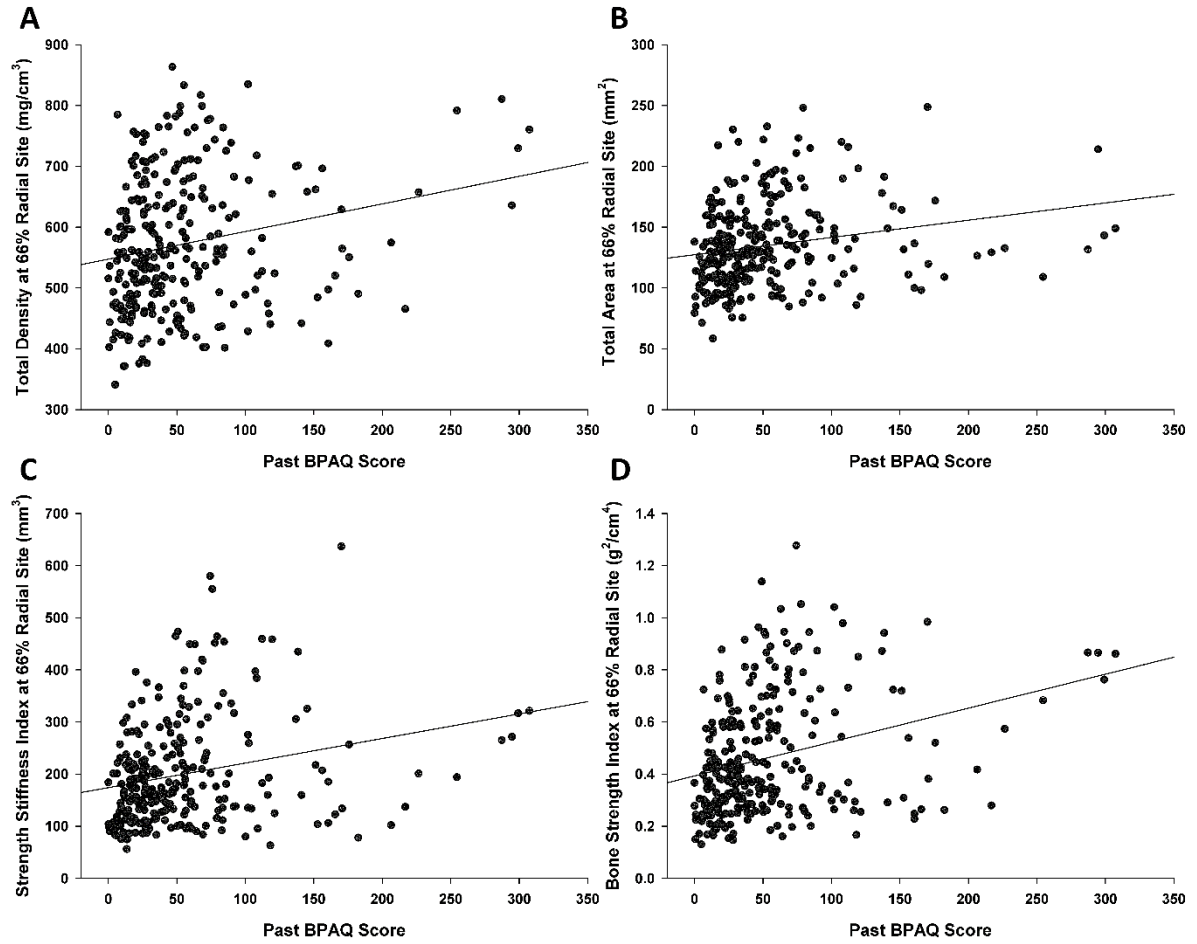 A
Total Density at 66% Radial Site (mg/cm³)
900
800
700
600
500
400
300
0 50 100 150 200 250 300 350
Past BPAQ Score
B
Total Area at 66% Radial Site (mm²)
300
250
200
150
100
50
0
0 50 100 150 200 250 300 350
Past BPAQ Score
C
Strength Stiffness Index at 66% Radial Site (mm³)
700
600
500
400
300
200
100
0
0 50 100 150 200 250 300 350
Past BPAQ Score
D
Bone Strength Index at 66% Radial Site (g²/cm⁴)
1.4
1.2
1.0
0.8
0.6
0.4
0.2
0.0
0 50 100 150 200 250 300 350
Past BPAQ Score